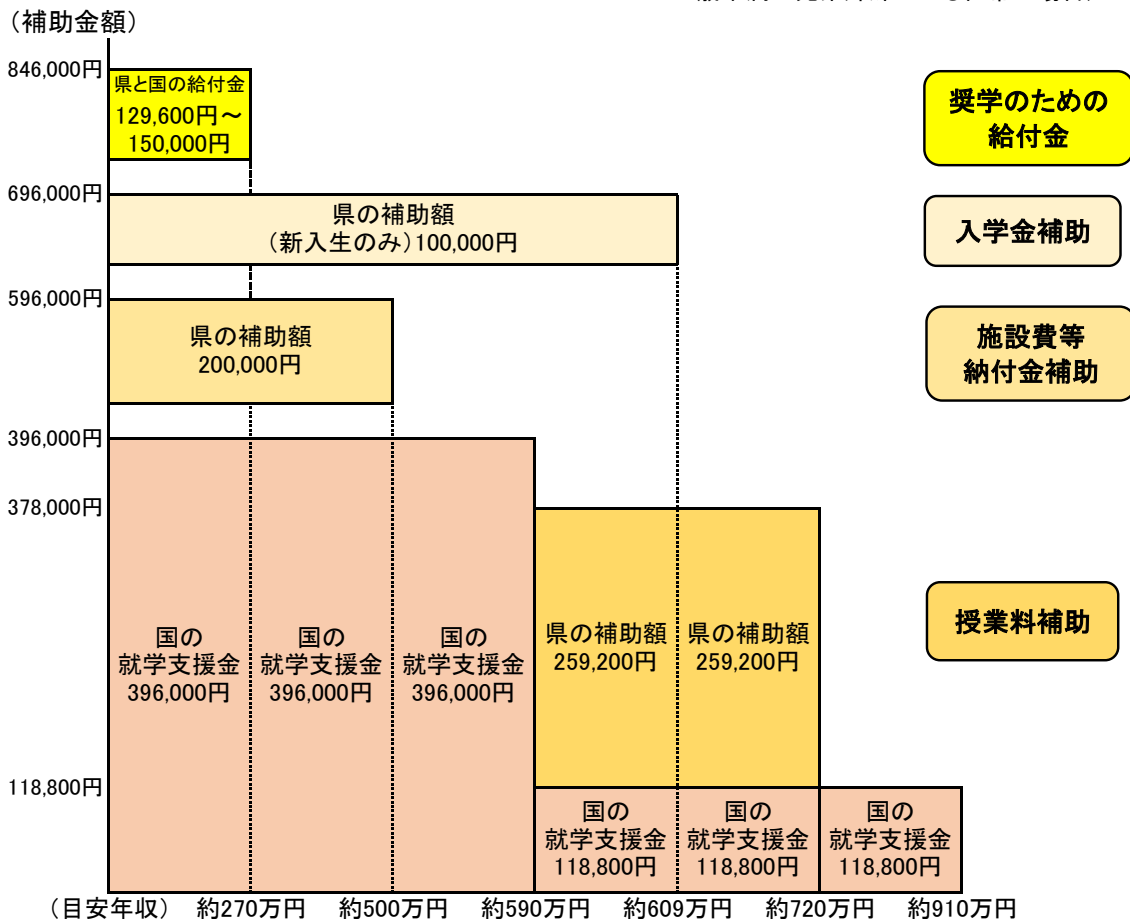 （補助金額）
846,000円
県と国の給付金
129,600円～
150,000円
奨学のための
給付金
696,000円
県の補助額
（新入生のみ）100,000円
入学金補助
596,000円
県の補助額
200,000円
施設費等
納付金補助
396,000円
378,000円
国の
就学支援金
396,000円
国の
就学支援金
396,000円
国の
就学支援金
396,000円
県の補助額
259,200円
県の補助額
259,200円
授業料補助
118,800円
国の
就学支援金
118,800円
国の
就学支援金
118,800円
国の
就学支援金
118,800円
（目安年収） 約270万円 約500万円 約590万円 約609万円 約720万円 約910万円